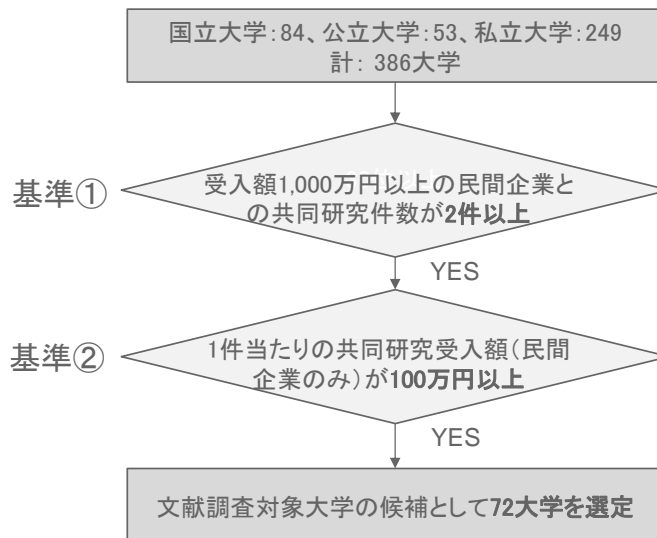 国立大学:84、公立大学:53、私立大学:249
計: 386大学
基準①
受入額1,000万円以上の民間企業と
の共同研究件数が2件以上
YES
基準②
1件当たりの共同研究受入額(民間
企業のみ)が100万円以上
YES
文献調査対象大学の候補として72大学を選定